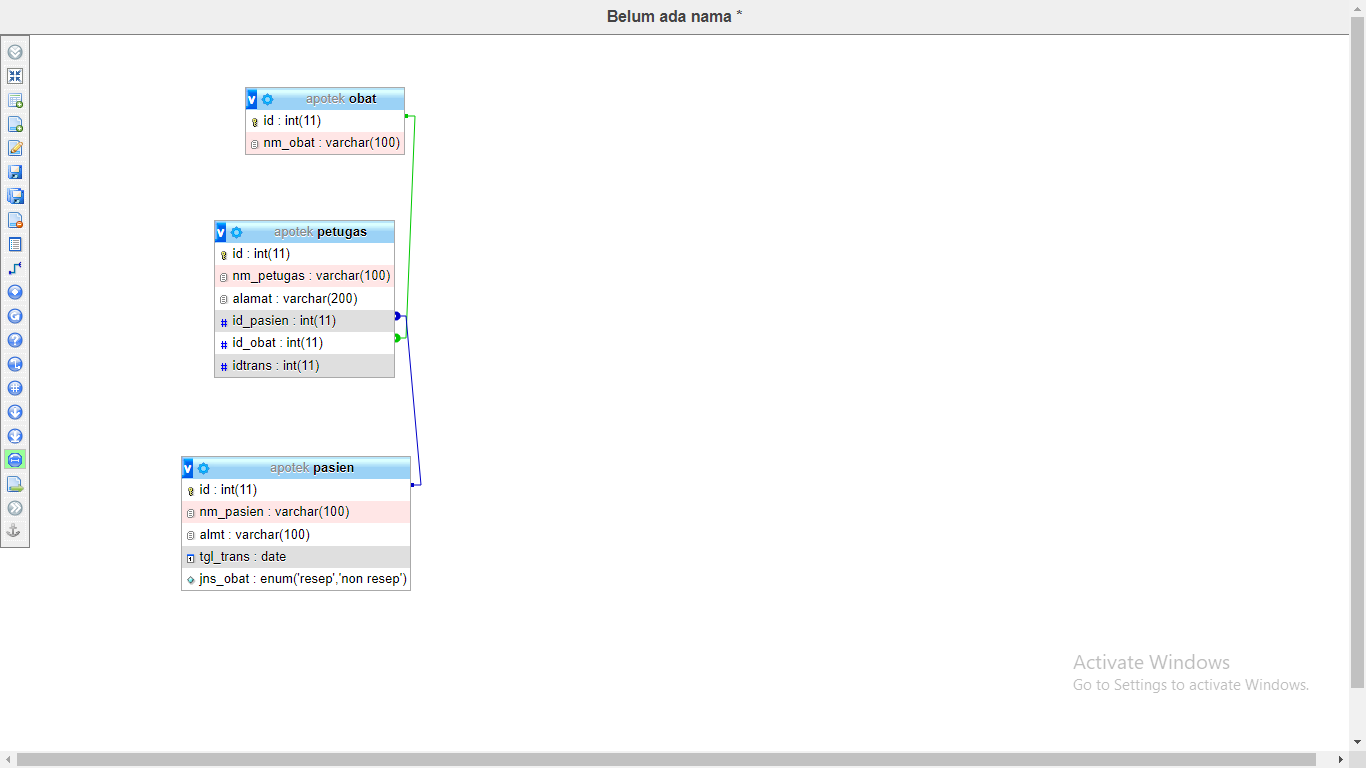 Belum ada nama *
v apotek obat
id : int(11)
nm_obat : varchar(100)
v apotek petugas
id : int(11)
nm_petugas : varchar(100)
alamat : varchar(200)
# id_pasien : int(11)
# id_obat : int(11)
# idtrans : int(11)
v apotek pasien
id : int(11)
nm_pasien : varchar(100)
almt : varchar(100)
tgl_trans : date
jns_obat : enum('resep','non resep')
Activate Windows
Go to Settings to activate Windows.